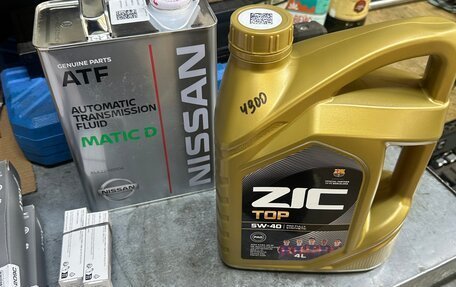 GENUINE PARTS
ATF
AUTOMATIC
TRANSMISSION
FLUID
MATIC D
NISSAN
NISSAN
4900
ZIC
TOP
5W-40
4L